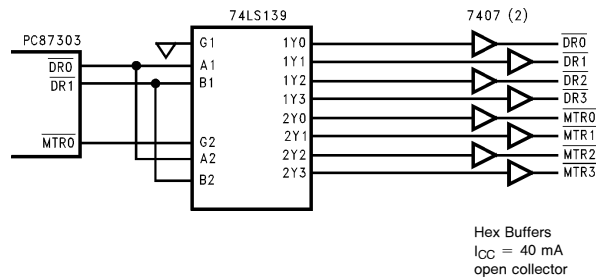 74LS139
7407 (2)
PC87303
G1
1Y0
DR0
DR0
A1
1Y1
DR1
DR1
B1
1Y2
DR2
1Y3
DR3
2Y0
MTR0
MTR0
G2
2Y1
MTR1
A2
2Y2
MTR2
B2
2Y3
MTR3
Hex Buffers
ICC = 40 mA
open collector